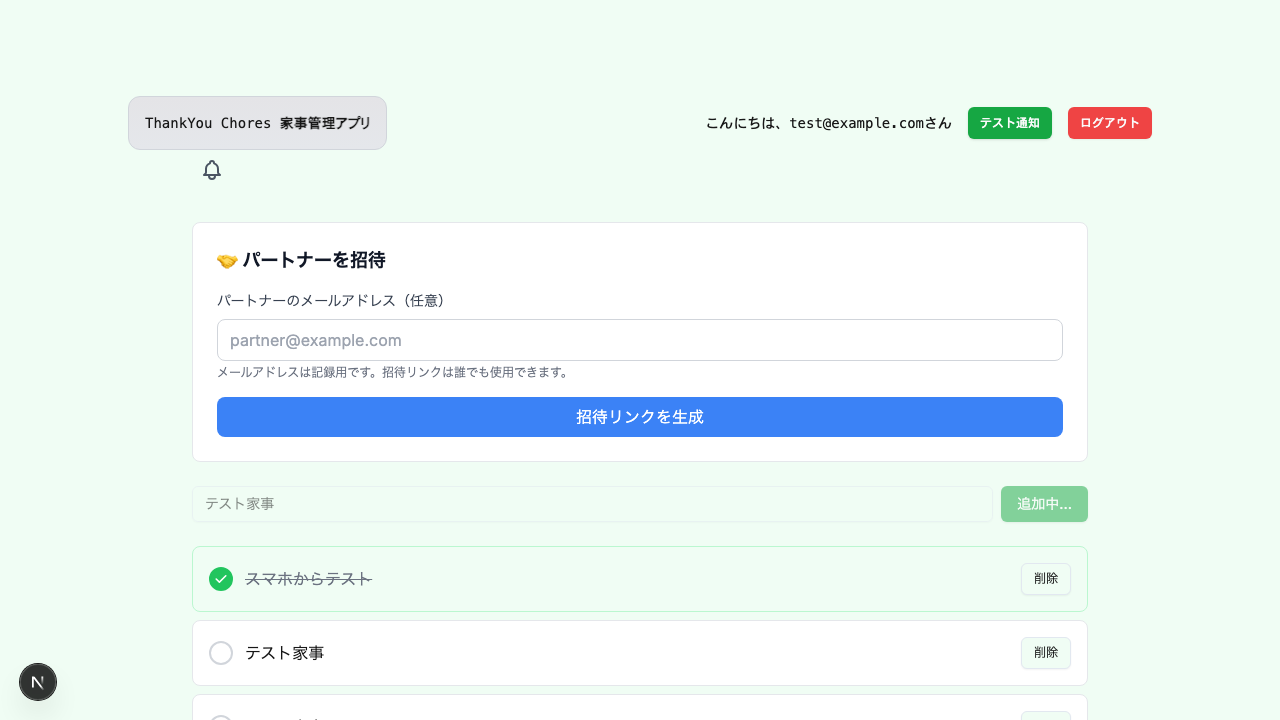 ThankYou Chores 家事管理アプリ
こんにちは、test@example.comさん
テスト通知
ログアウト
🤝 パートナーを招待
パートナーのメールアドレス（任意）
partner@example.com
メールアドレスは記録用です。招待リンクは誰でも使用できます。
招待リンクを生成
テスト家事
追加中...
スマホからテスト
削除
テスト家事
削除
N